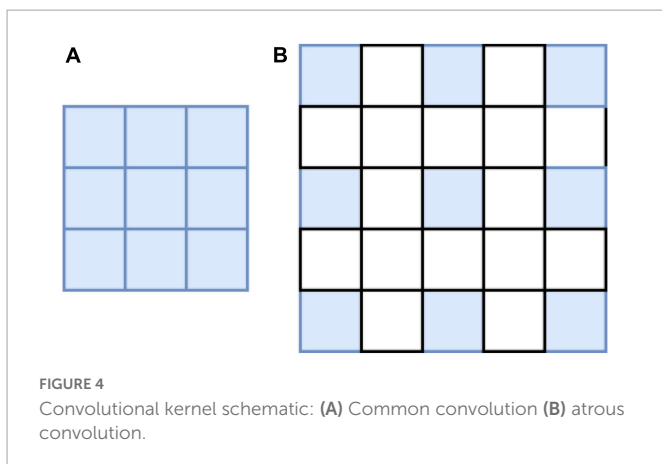 A
B
FIGURE 4
Convolutional kernel schematic: (A) Common convolution (B) atrous
convolution.